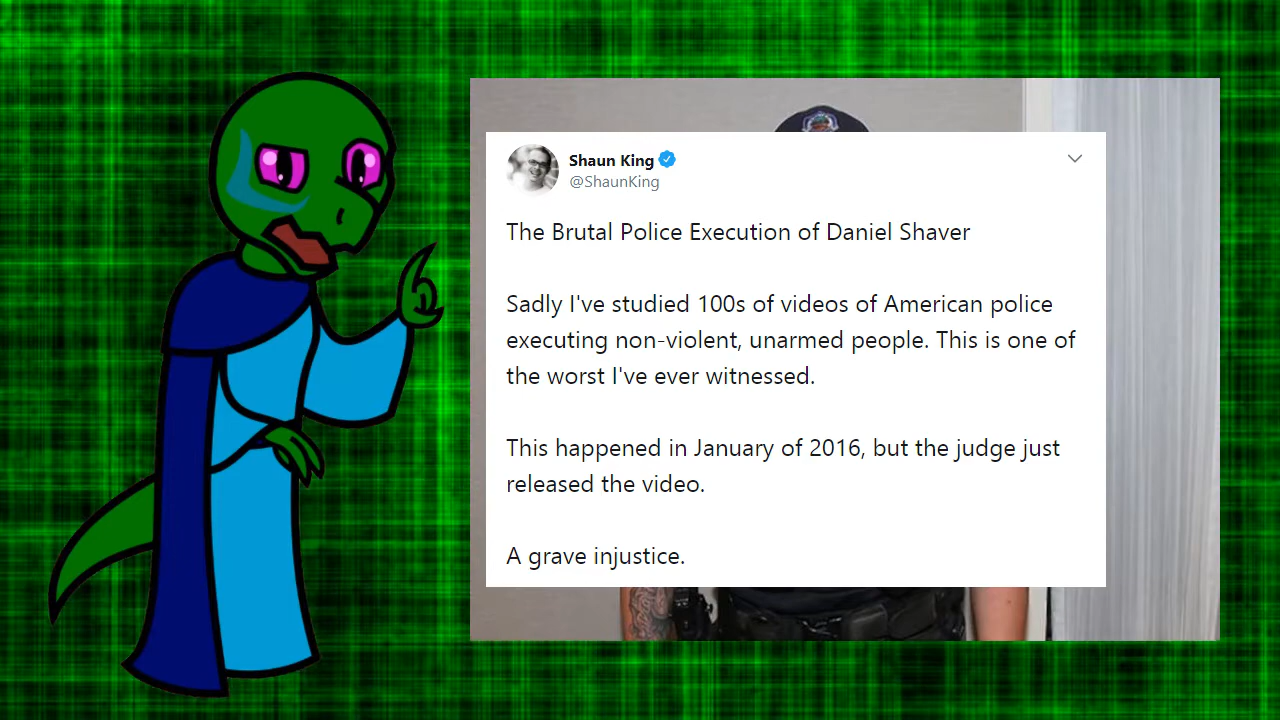 Shaun King
@ShaunKing
The Brutal Police Execution of Daniel Shaver
Sadly I've studied 100s of videos of American police
executing non-violent, unarmed people. This is one of
the worst I've ever witnessed.
This happened in January of 2016, but the judge just
released the video.
A grave injustice.